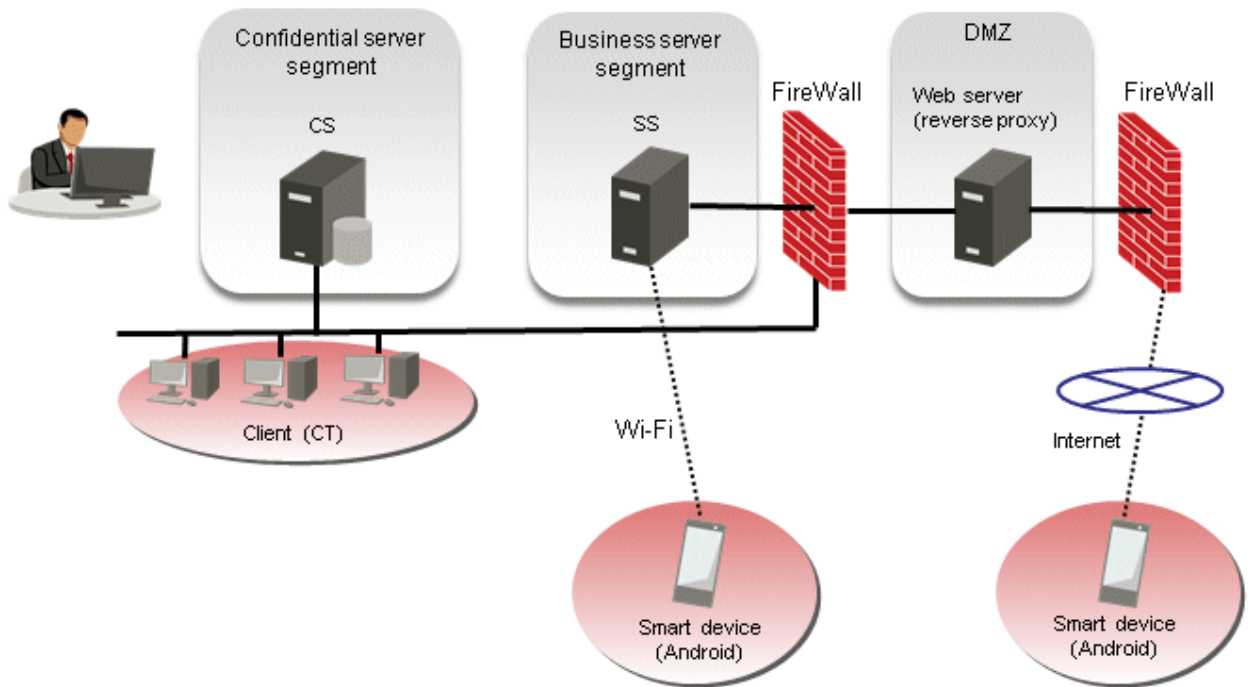 Confidential server
segment
CS
Business server
segment
SS
FireWall
DMZ
Web server
(reverse proxy)
FireWall
Client (CT)
Wi-Fi
Internet
Smart device
(Android)
Smart device
(Android)